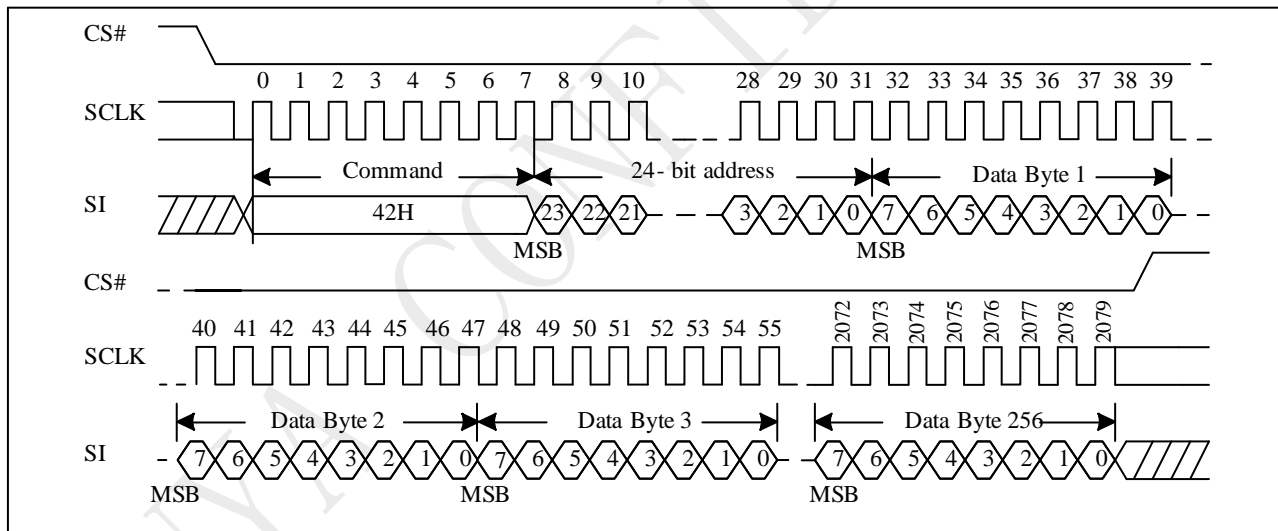 CS#
0 1 2 3 4 5 6 7 8 9 10 28 29 30 31 32 33 34 35 36 37 38 39
SCLK
Command 24- bit address Data Byte 1
SI 42H 23 22 21 3 2 1 0 7 6 5 4 3 2 1 0
MSB MSB
CS#
40 41 42 43 44 45 46 47 48 49 50 51 52 53 54 55 2072 2073 2074 2075 2076 2077 2078 2079
SCLK
Data Byte 2 Data Byte 3 Data Byte 256
SI 7 6 5 4 3 2 1 0 7 6 5 4 3 2 1 0 7 6 5 4 3 2 1 0
MSB MSB MSB